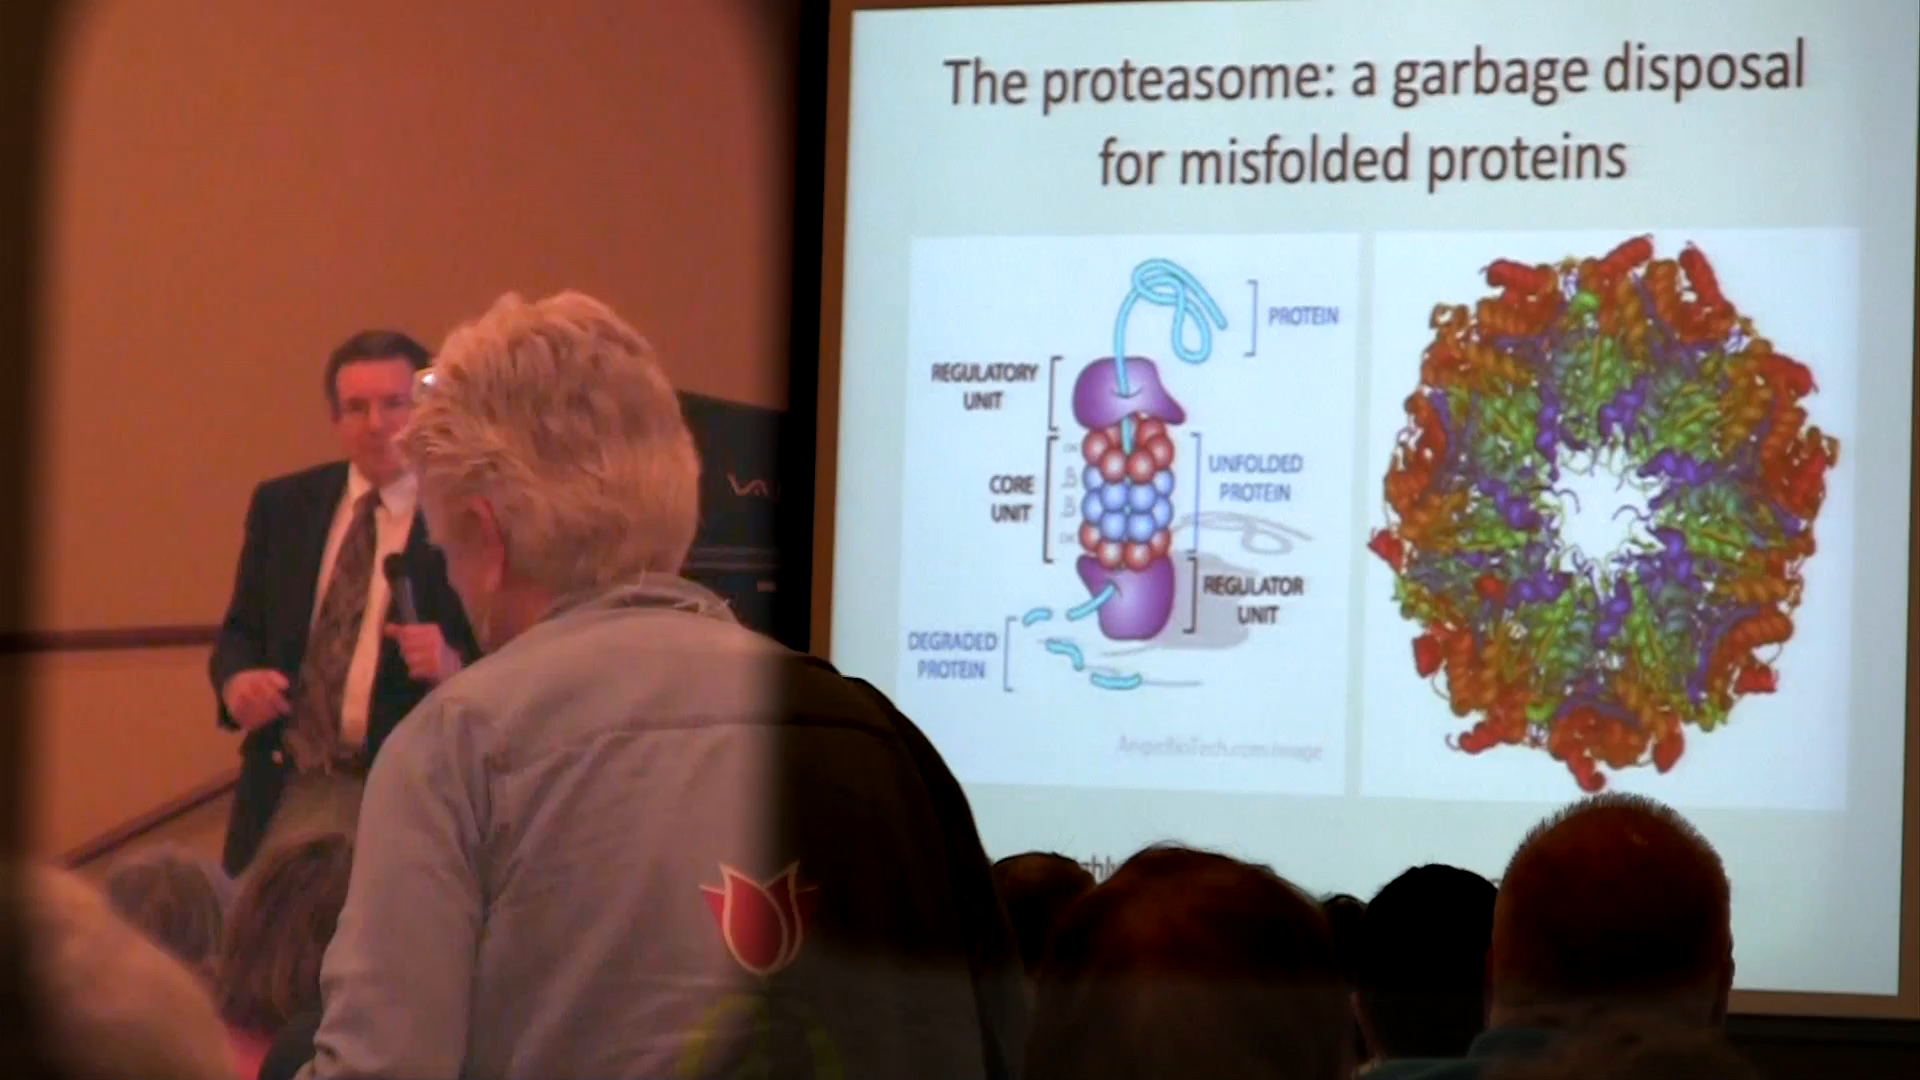 The proteasome: a garbage disposal
for misfolded proteins
PROTEIN
REGULATORY
UNIT
UNFOLDED
PROTEIN
CORE
UNIT
REGULATOR
UNIT
DEGRADED
PROTEIN